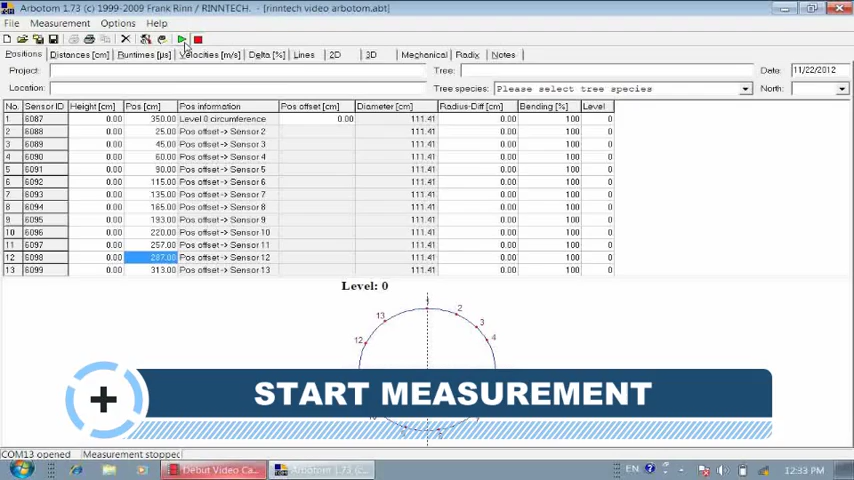 Arbotom 1.73 (c) 1999-2009 Frank Rinn / RINNTECH. - [rinntech video arbotom.abt]
File Measurement Options Help
Positions Distances [cm] Runtimes [µs] Velocities [m/s] Delta [%] Lines 2D 3D Mechanical Radix Notes
Project: Tree: Date: 11/22/2012
Location: Tree species: Please select tree species North:
No. Sensor ID Height [cm] Pos [cm] Pos information Pos offset [cm] Diameter [cm] Radius-Diff [cm] Bending [%] Level
1 6087 0.00 350.00 Level 0 circumference 0.00 111.41 0.00 100 0
2 6088 0.00 25.00 Pos offset-> Sensor 2 111.41 0.00 100 0
3 6089 0.00 45.00 Pos offset-> Sensor 3 111.41 0.00 100 0
4 6090 0.00 60.00 Pos offset-> Sensor 4 111.41 0.00 100 0
5 6091 0.00 90.00 Pos offset-> Sensor 5 111.41 0.00 100 0
6 6092 0.00 115.00 Pos offset-> Sensor 6 111.41 0.00 100 0
7 6093 0.00 135.00 Pos offset-> Sensor 7 111.41 0.00 100 0
8 6094 0.00 165.00 Pos offset-> Sensor 8 111.41 0.00 100 0
9 6095 0.00 193.00 Pos offset-> Sensor 9 111.41 0.00 100 0
10 6096 0.00 220.00 Pos offset-> Sensor 10 111.41 0.00 100 0
11 6097 0.00 257.00 Pos offset-> Sensor 11 111.41 0.00 100 0
12 6098 0.00 287.00 Pos offset-> Sensor 12 111.41 0.00 100 0
13 6099 0.00 313.00 Pos offset-> Sensor 13 111.41 0.00 100 0
Level: 0
1
13 2
3
12 4
START MEASUREMENT
COM13 opened Measurement stopped
Debut Video Ca... Arbotom 1.73 (c... EN 12:33 PM